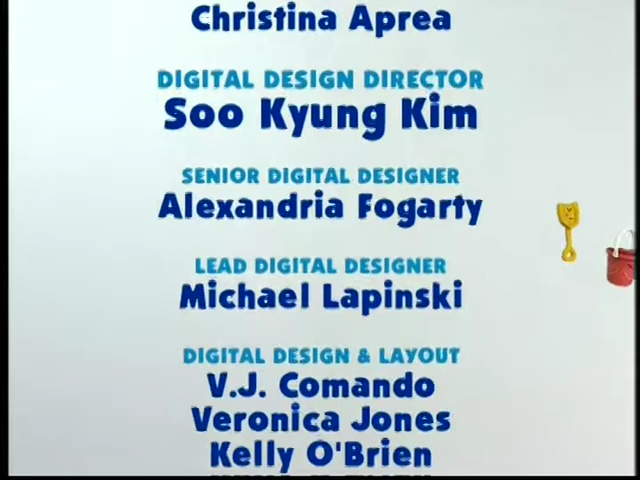 Christina Aprea
DIGITAL DESIGN DIRECTOR
Soo Kyung Kim
SENIOR DIGITAL DESIGNER
Alexandria Fogarty
LEAD DIGITAL DESIGNER
Michael Lapinski
DIGITAL DESIGN & LAYOUT
V.J. Comando
Veronica Jones
Kelly O'Brien